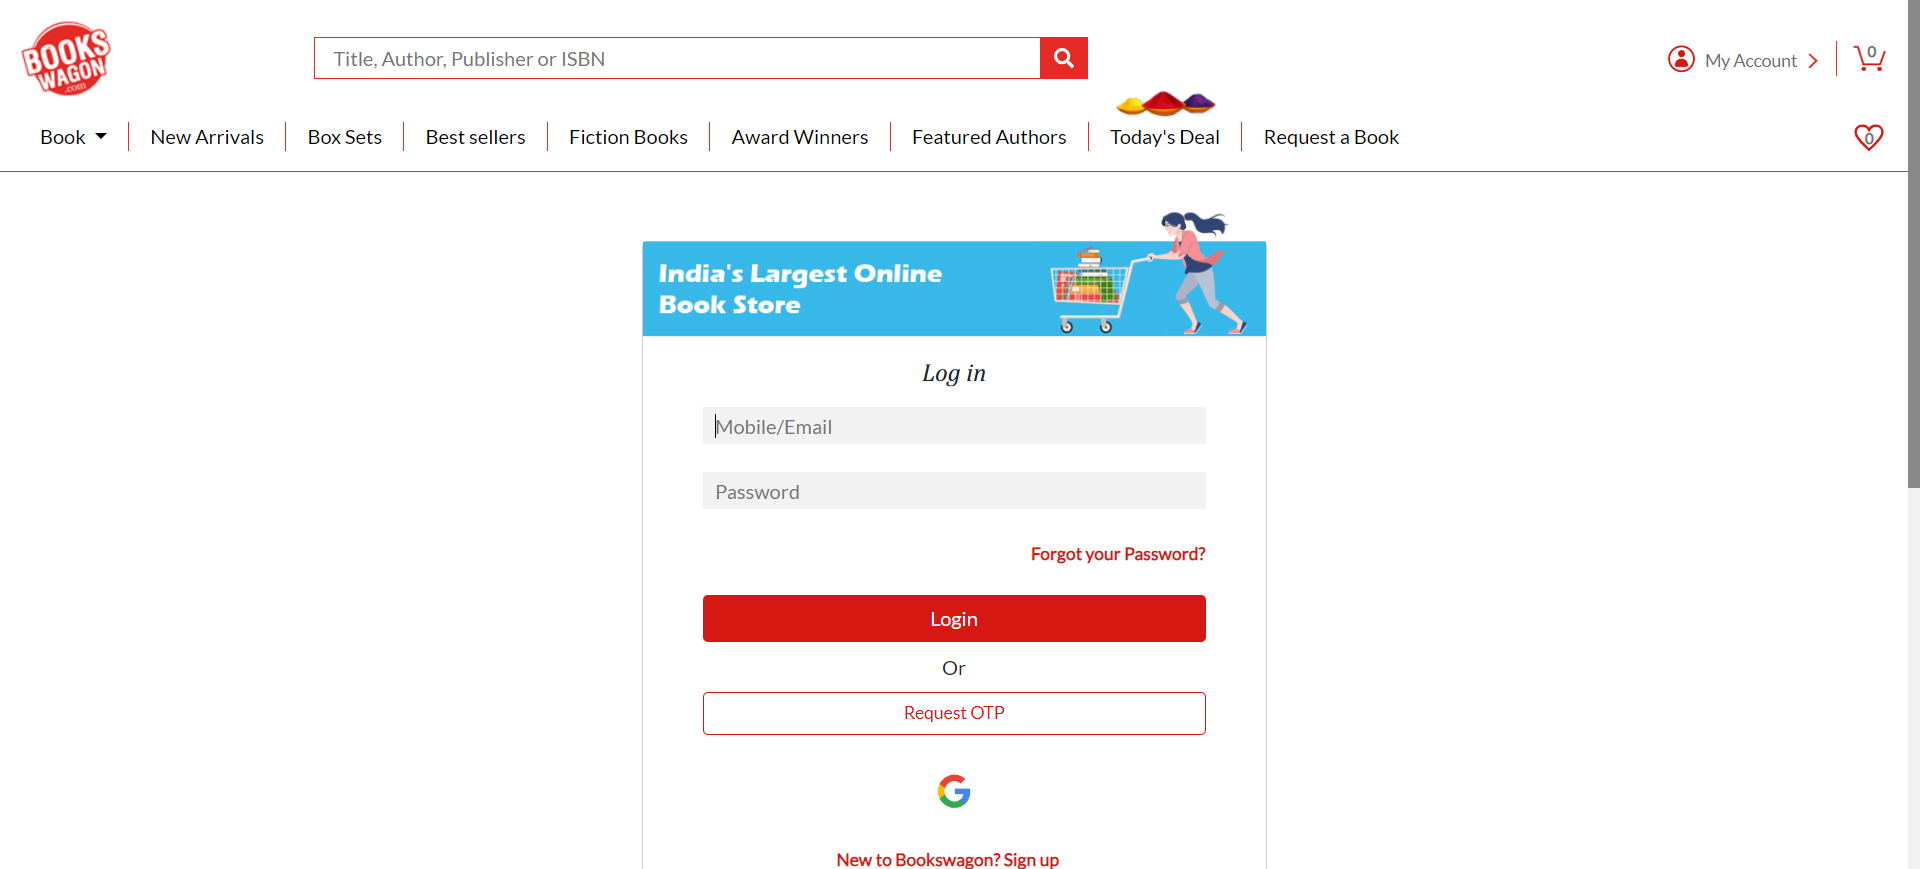 BOOKS
WAGON
.com
Title, Author, Publisher or ISBN
My Account
0
Book
New Arrivals
Box Sets
Best sellers
Fiction Books
Award Winners
Featured Authors
Today's Deal
Request a Book
0
India's Largest Online
Book Store
Log in
Mobile/Email
Password
Forgot your Password?
Login
Or
Request OTP
New to Bookswagon? Sign up